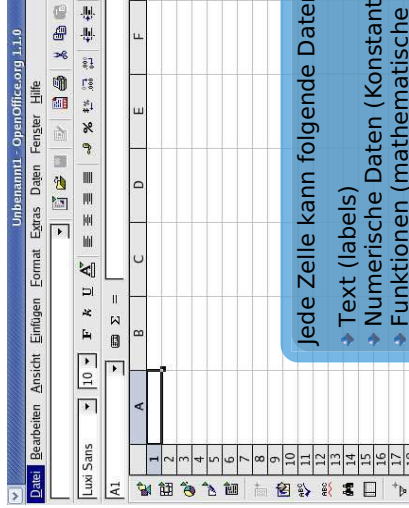 Unbenannt1 - OpenOffice.org 1.1.0
Datei Bearbeiten Ansicht Einfügen Format Extras Daten Fenster Hilfe
Luxi Sans 10 F k U A
A1 Σ =
A B C D E F
1
2
3
4
5
6
7
8
9
10
11
12
13
14
15
16
17
18
Jede Zelle kann folgende Daten
Text (labels)
Numerische Daten (Konstant
Funktionen (mathematische